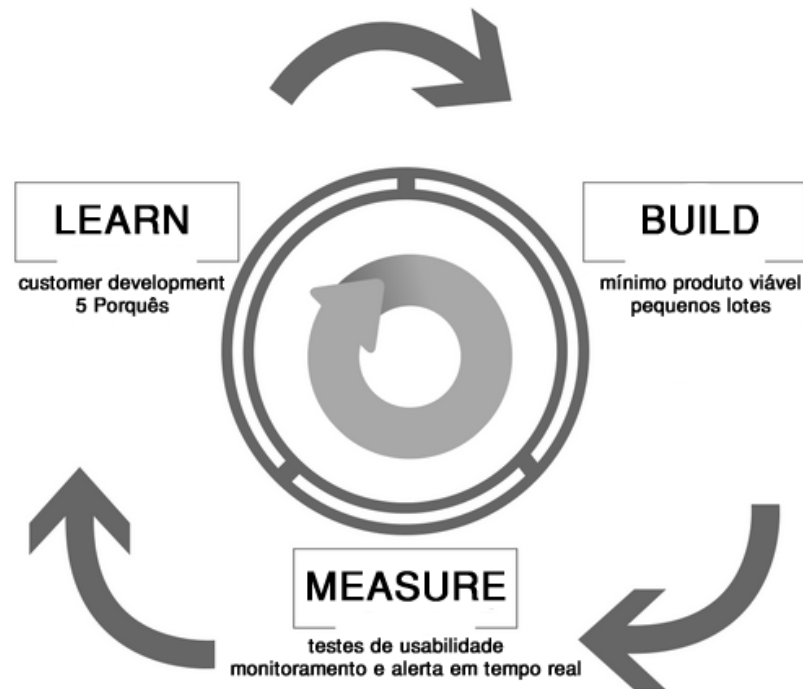 LEARN
customer development
5 Porquês
BUILD
mínimo produto viável
pequenos lotes
MEASURE
testes de usabilidade
monitoramento e alerta em tempo real